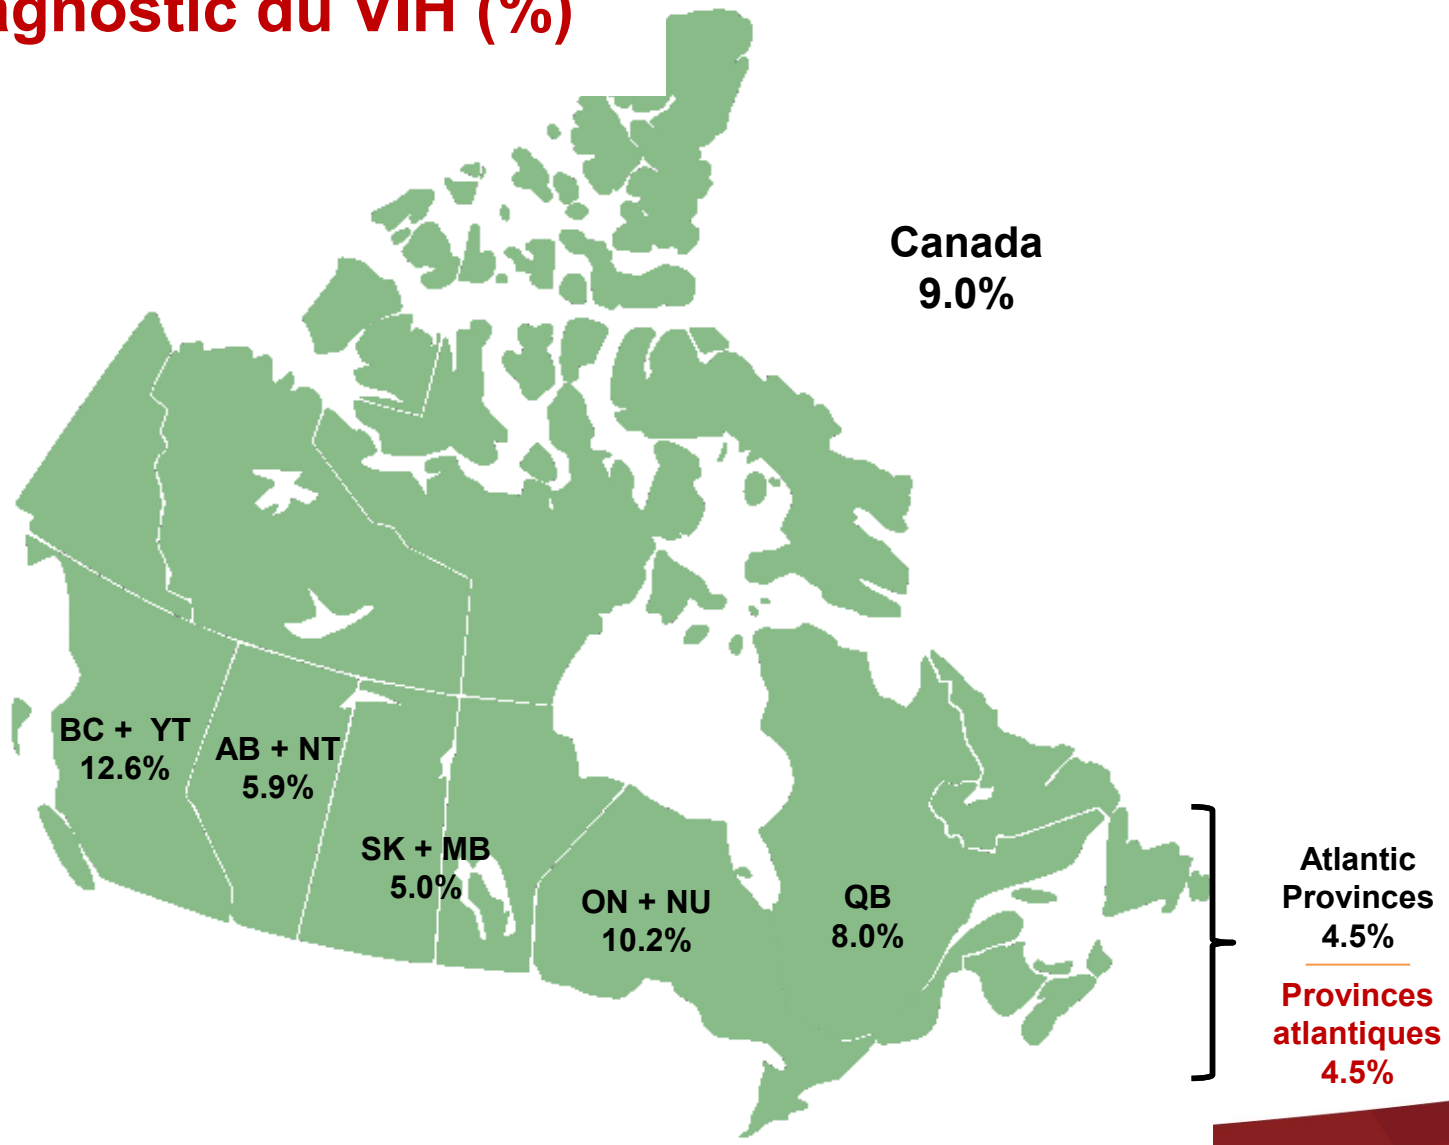 agnostic du VIH (%)
Canada
9.0%
BC + YT
12.6%
AB + NT
5.9%
SK + MB
5.0%
ON + NU
10.2%
QB
8.0%
Atlantic
Provinces
4.5%
Provinces
atlantiques
4.5%